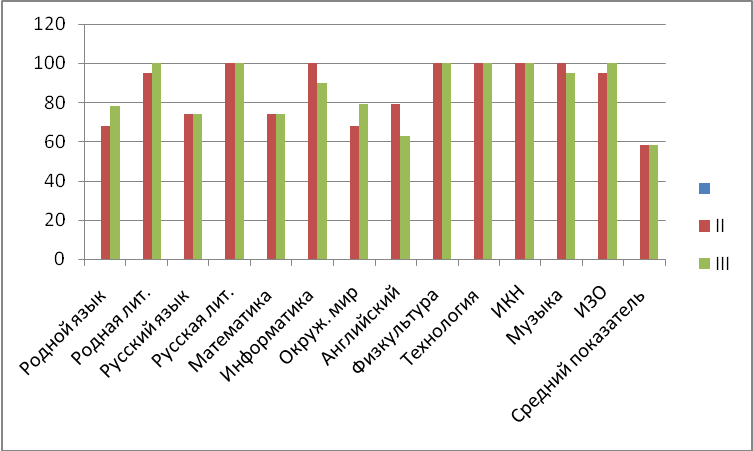 120
100
80
60
40
20
0
Родной язык
Родная лит.
Русский язык
Русская лит.
Математика
Информатика
Окруж. мир
Английский
Физкультура
Технология
ИКН
Музыка
ИЗО
Средний показатель
II
III